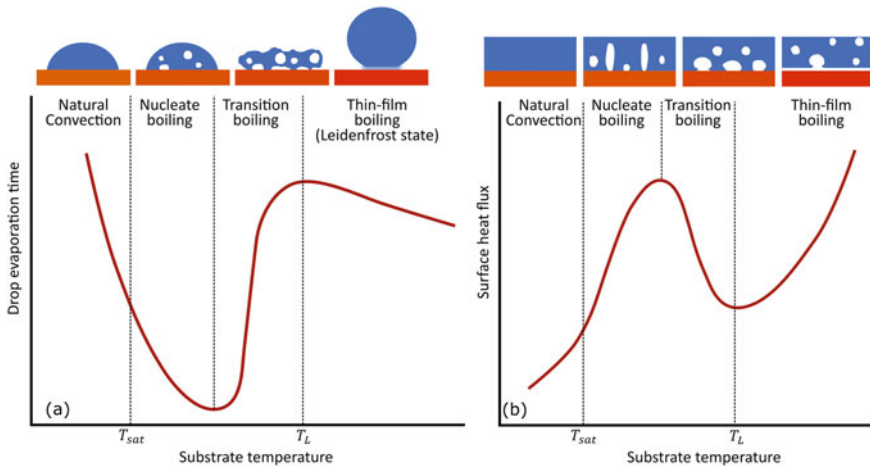 Natural
Convection
Nucleate
boiling
Transition
boiling
Thin-film
boiling
(Leidenfrost state)
Drop evaporation time
(a)
T_sat
T_L
Substrate temperature
Natural
Convection
Nucleate
boiling
Transition
boiling
Thin-film
boiling
Surface heat flux
(b)
T_sat
T_L
Substrate temperature